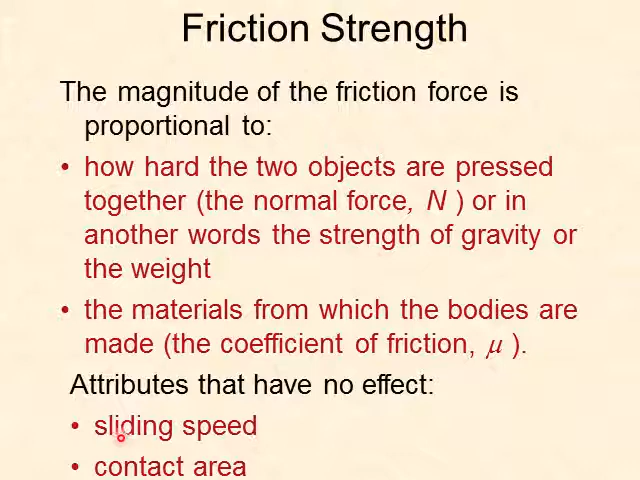 Friction Strength
The magnitude of the friction force is
proportional to:
• how hard the two objects are pressed
together (the normal force, N ) or in
another words the strength of gravity or
the weight
• the materials from which the bodies are
made (the coefficient of friction, μ ).
Attributes that have no effect:
• sliding speed
• contact area